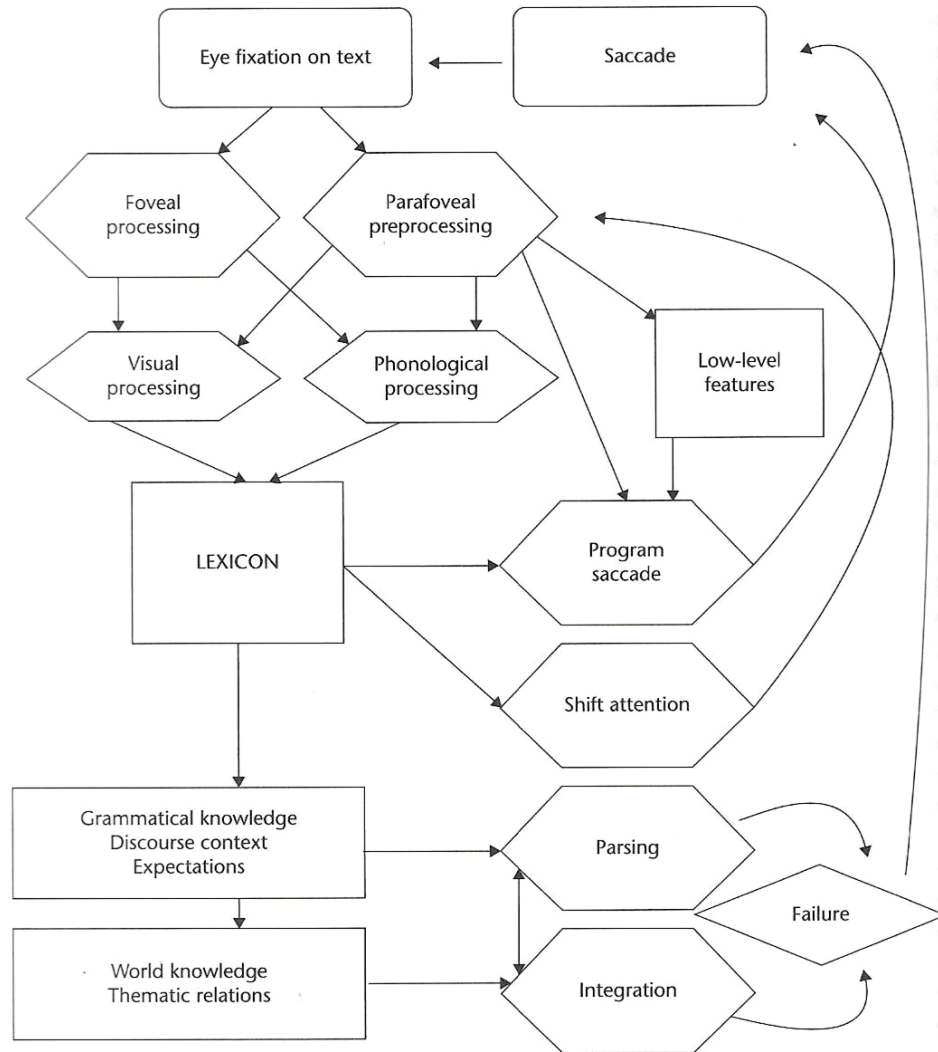 Eye fixation on text
Saccade
Foveal
processing
Parafoveal
preprocessing
Visual
processing
Phonological
processing
Low-level
features
LEXICON
Program
saccade
Shift attention
Grammatical knowledge
Discourse context
Expectations
Parsing
Failure
World knowledge
Thematic relations
Integration